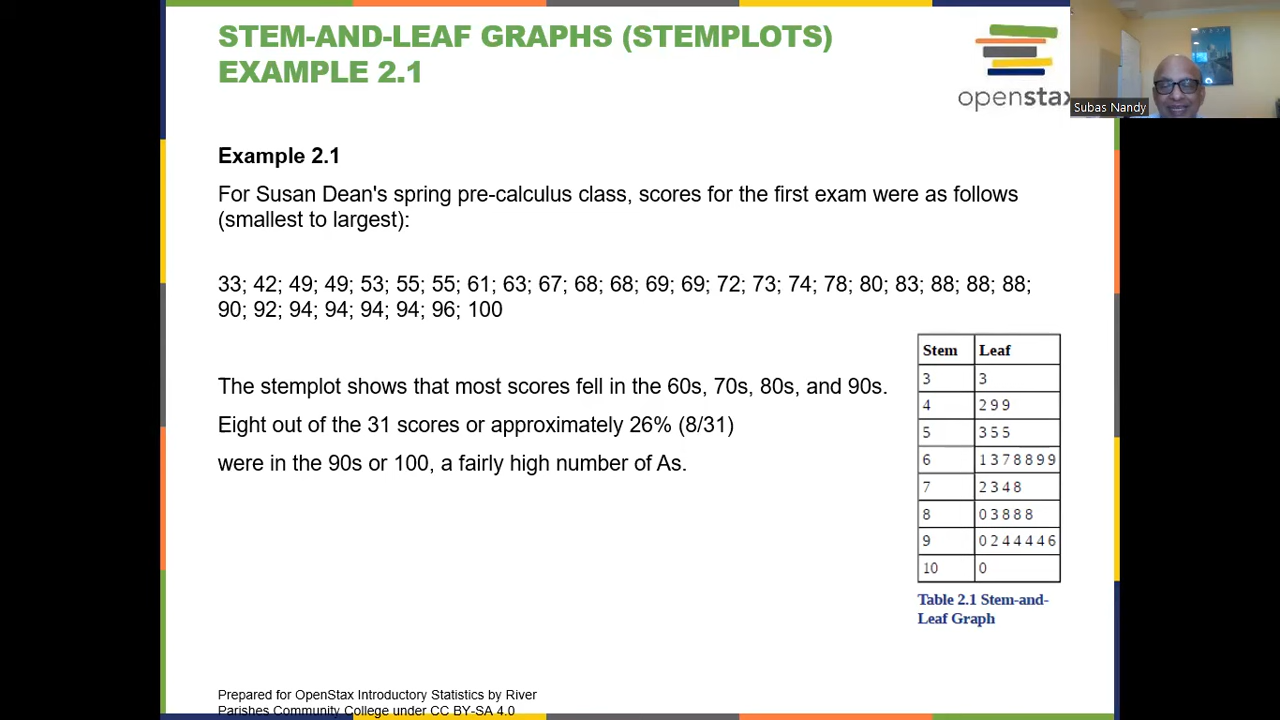 STEM-AND-LEAF GRAPHS (STEMPLOTS)
EXAMPLE 2.1
openstax
Subas Nandy
Example 2.1
For Susan Dean's spring pre-calculus class, scores for the first exam were as follows
(smallest to largest):
33; 42; 49; 49; 53; 55; 55; 61; 63; 67; 68; 68; 69; 69; 72; 73; 74; 78; 80; 83; 88; 88; 88;
90; 92; 94; 94; 94; 94; 96; 100
The stemplot shows that most scores fell in the 60s, 70s, 80s, and 90s.
Eight out of the 31 scores or approximately 26% (8/31)
were in the 90s or 100, a fairly high number of As.
Stem Leaf
3 3
4 2 9 9
5 3 5 5
6 1 3 7 8 8 9 9
7 2 3 4 8
8 0 3 8 8 8
9 0 2 4 4 4 4 6
10 0
Table 2.1 Stem-and-
Leaf Graph
Prepared for OpenStax Introductory Statistics by River
Parishes Community College under CC BY-SA 4.0